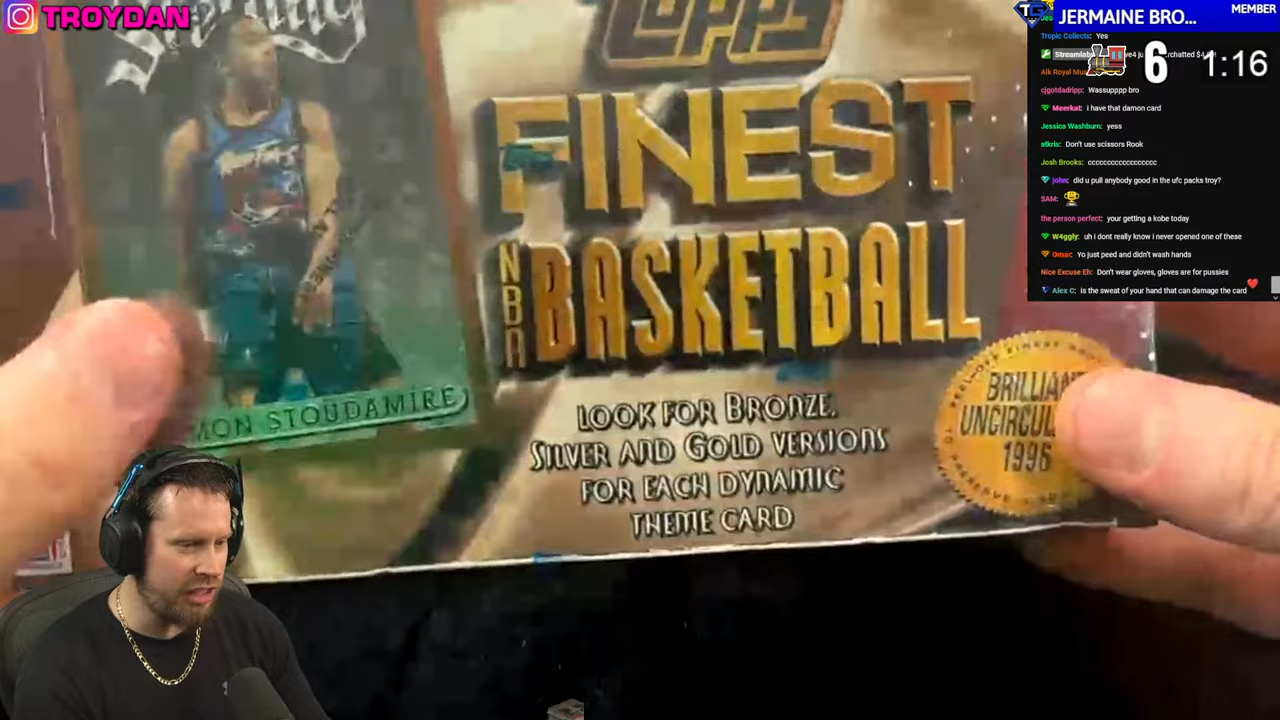 TROYDAN
Topps
FINEST
NBA
BASKETBALL
MON STOUDAMIRE
LOOK FOR BRONZE,
SILVER AND GOLD VERSIONS
FOR EACH DYNAMIC
THEME CARD
BRILLIANT
1996
TG
JERMAINE BRO...
MEMBER
6
1:16
Tropic Collects: Yes
cjgotdadripp: Wassupppp bro
Meerkat: i have that damon card
Jessica Washburn: yess
atkris: Don't use scissors Rook
Josh Brooks: cccccccccccccccccc
john: did u pull anybody good in the ufc packs troy?
SAM:
the person perfect: your getting a kobe today
W4ggly: uh i dont really know i never opened one of these
Omar: Yo just peed and didn't wash hands
Nice Excuse Eh: Don't wear gloves, gloves are for pussies
Alex C: is the sweat of your hand that can damage the card